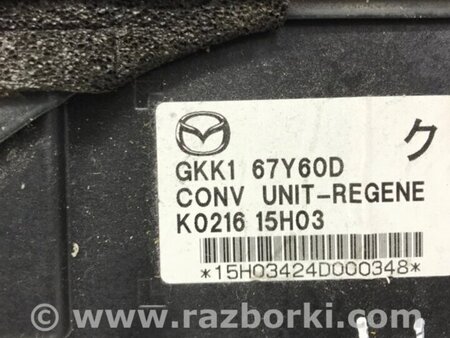 ク
GKK1 67Y60D
CONV UNIT-REGENE
K0216 15H03
*15H03424D000348*
www.razborki.com